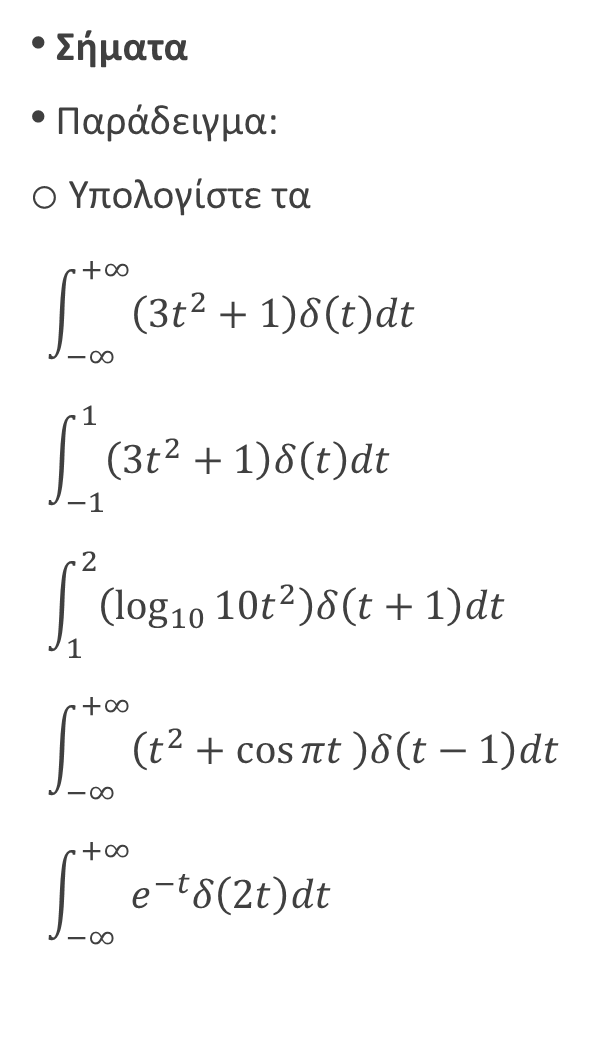 • Σήματα
• Παράδειγμα:
○ Υπολογίστε τα
∫_{−∞}^{+∞} (3t² + 1)δ(t)dt
∫_{−1}^{1} (3t² + 1)δ(t)dt
∫_{1}^{2} (log₁₀ 10t²)δ(t + 1)dt
∫_{−∞}^{+∞} (t² + cos πt )δ(t − 1)dt
∫_{−∞}^{+∞} e^{−t}δ(2t)dt